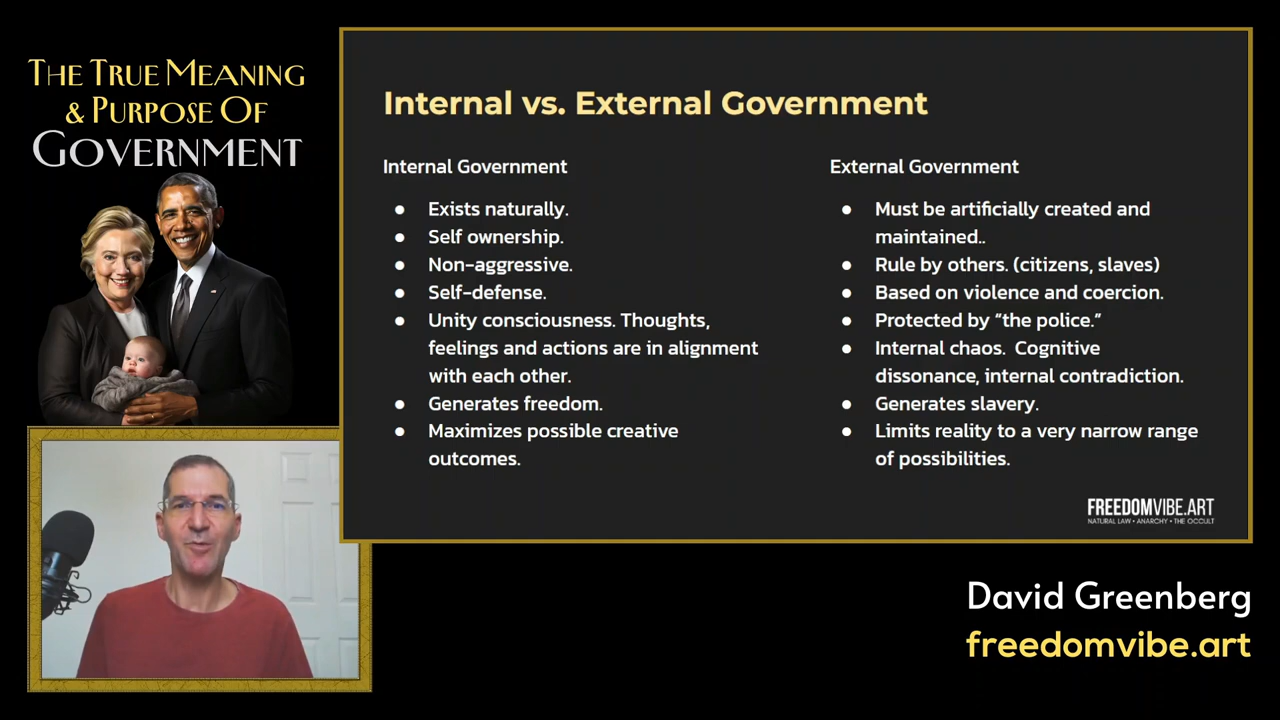 THE TRUE MEANING
& PURPOSE OF
GOVERNMENT
Internal vs. External Government
Internal Government
● Exists naturally.
● Self ownership.
● Non-aggressive.
● Self-defense.
● Unity consciousness. Thoughts,
feelings and actions are in alignment
with each other.
● Generates freedom.
● Maximizes possible creative
outcomes.
External Government
● Must be artificially created and
maintained..
● Rule by others. (citizens, slaves)
● Based on violence and coercion.
● Protected by “the police.”
● Internal chaos.  Cognitive
dissonance, internal contradiction.
● Generates slavery.
● Limits reality to a very narrow range
of possibilities.
FREEDOMVIBE.ART
NATURAL LAW • ANARCHY • THE OCCULT
David Greenberg
freedomvibe.art